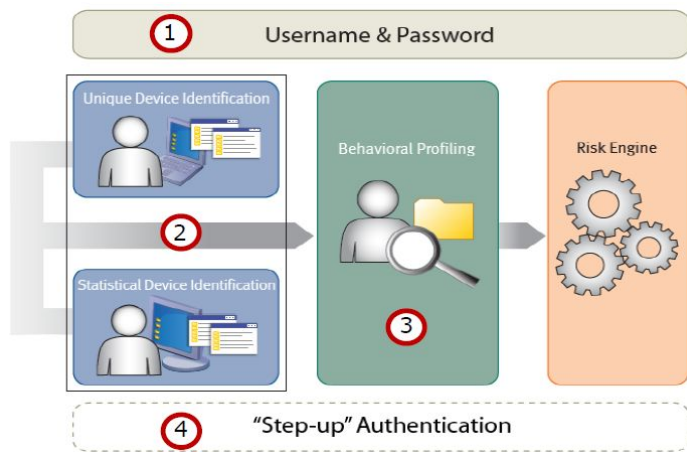 1 Username & Password
Unique Device Identification
Behavioral Profiling
Risk Engine
2
Statistical Device Identification
3
4 “Step-up” Authentication